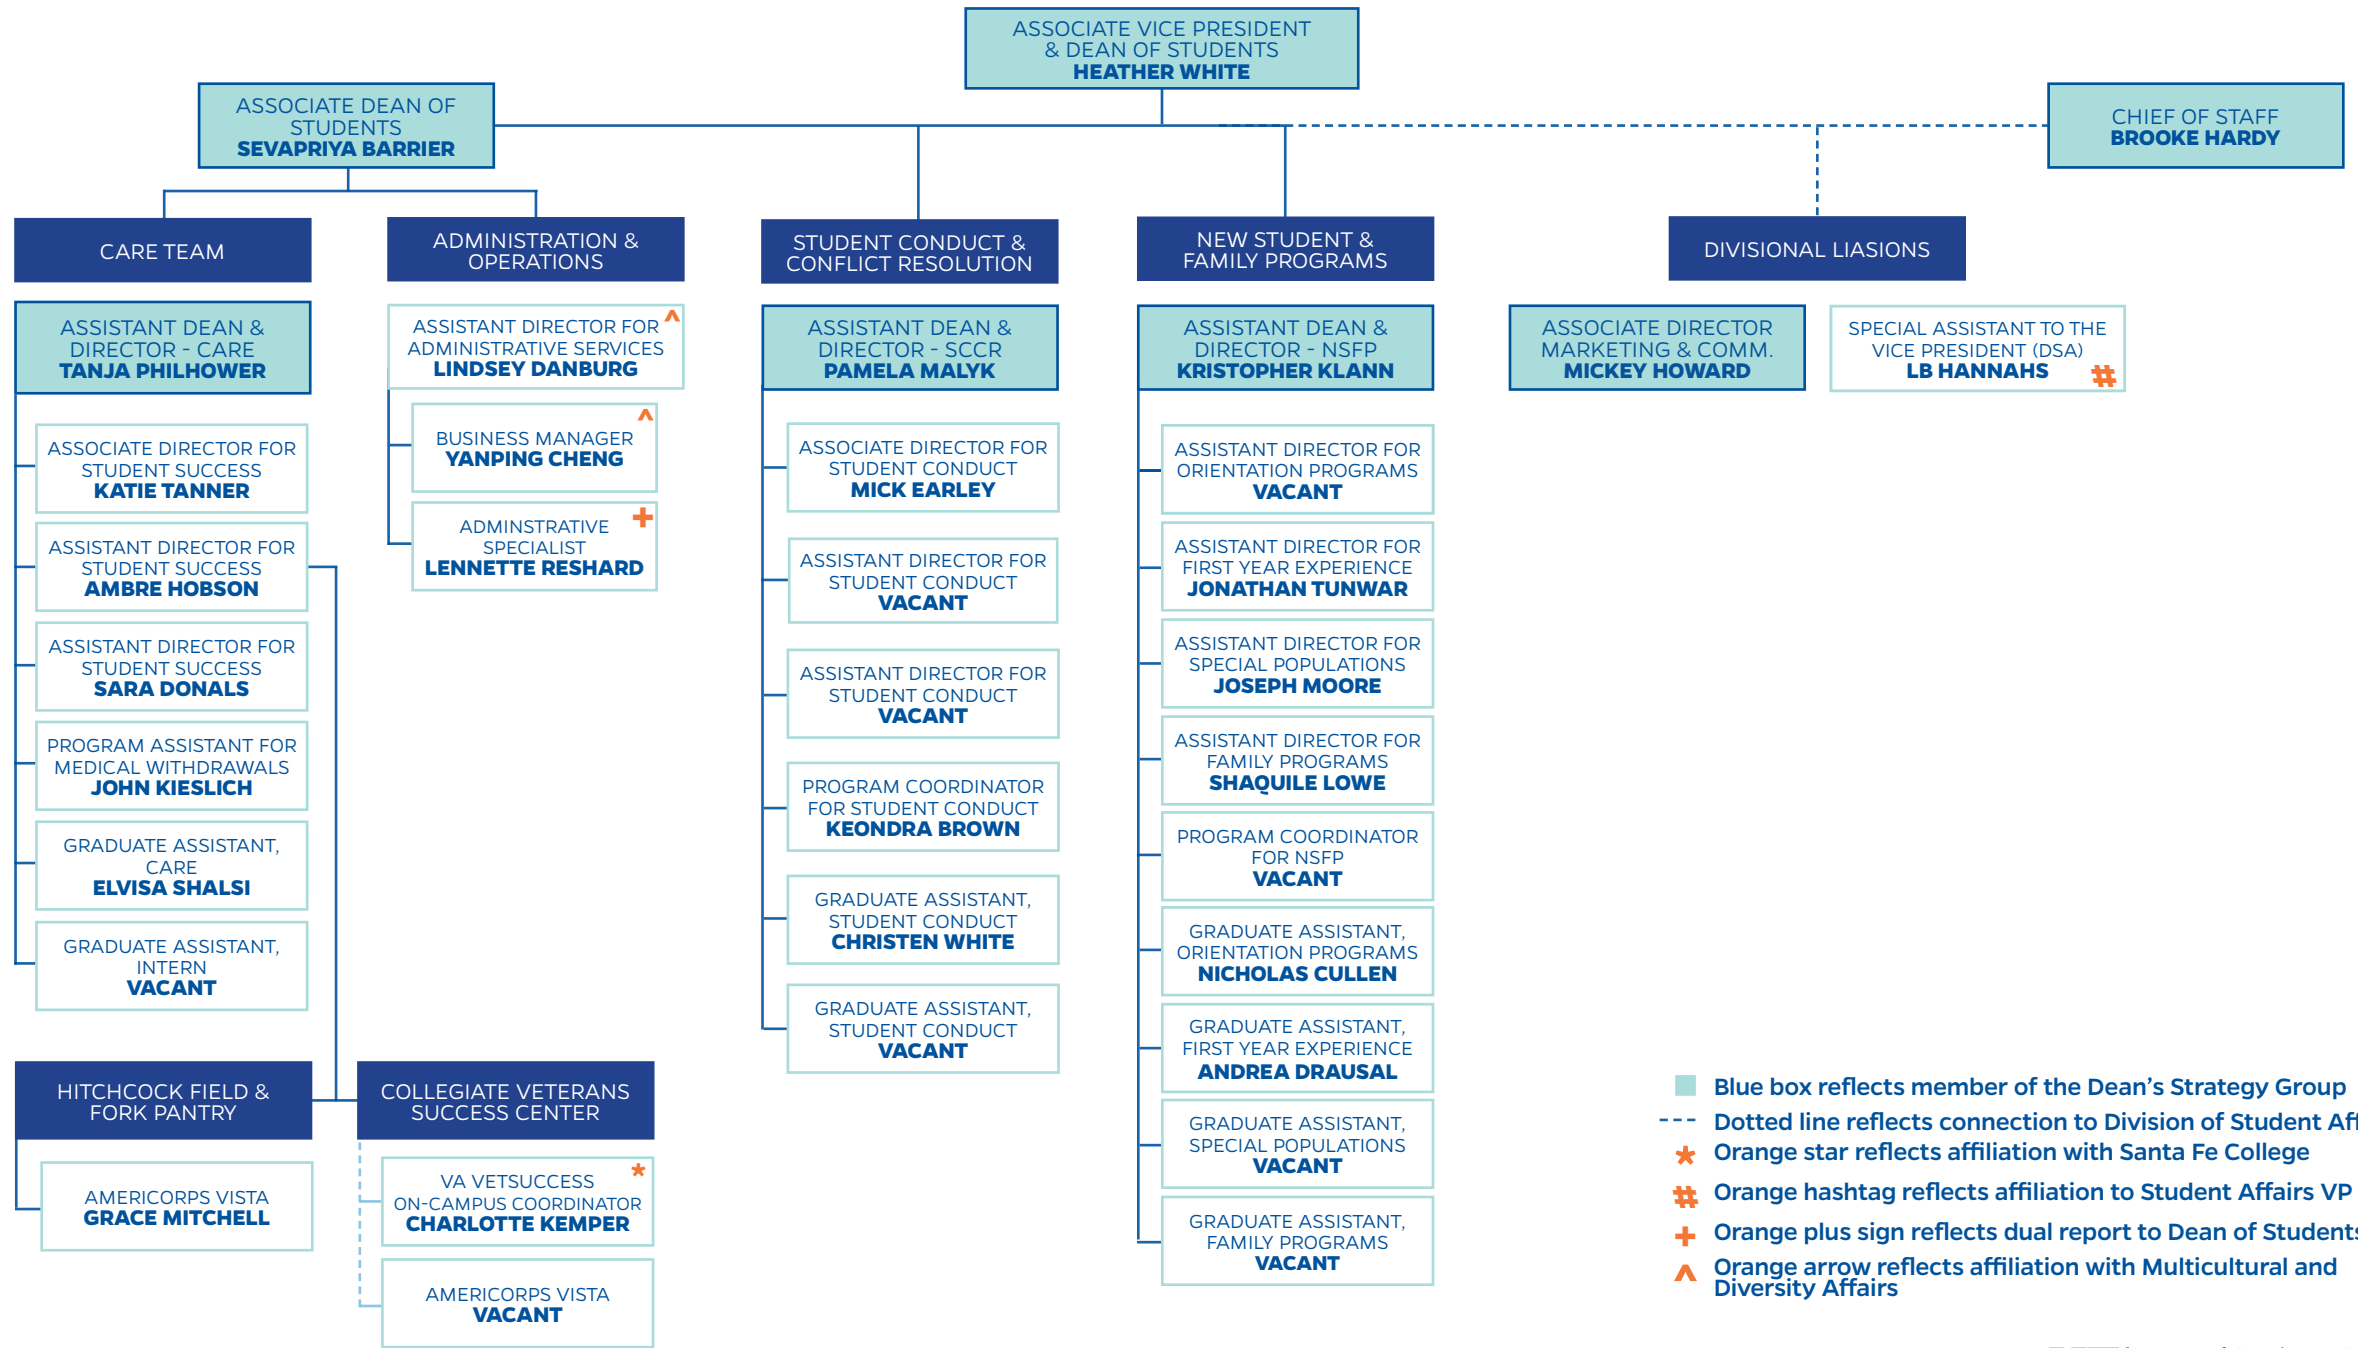 ASSOCIATE VICE PRESIDENT
& DEAN OF STUDENTS
HEATHER WHITE
ASSOCIATE DEAN OF
STUDENTS
SEVAPRIYA BARRIER
CHIEF OF STAFF
BROOKE HARDY
CARE TEAM
ASSISTANT DEAN &
DIRECTOR - CARE
TANJA PHILHOWER
ASSOCIATE DIRECTOR FOR
STUDENT SUCCESS
KATIE TANNER
ASSISTANT DIRECTOR FOR
STUDENT SUCCESS
AMBRE HOBSON
ASSISTANT DIRECTOR FOR
STUDENT SUCCESS
SARA DONALS
PROGRAM ASSISTANT FOR
MEDICAL WITHDRAWALS
JOHN KIESLICH
GRADUATE ASSISTANT,
CARE
ELVISA SHALSI
GRADUATE ASSISTANT,
INTERN
VACANT
HITCHCOCK FIELD &
FORK PANTRY
AMERICORPS VISTA
GRACE MITCHELL
COLLEGIATE VETERANS
SUCCESS CENTER
VA VETSUCCESS *
ON-CAMPUS COORDINATOR
CHARLOTTE KEMPER
AMERICORPS VISTA
VACANT
ADMINISTRATION &
OPERATIONS
ASSISTANT DIRECTOR FOR ^
ADMINISTRATIVE SERVICES
LINDSEY DANBURG
^
BUSINESS MANAGER
YANPING CHENG
ADMINSTRATIVE +
SPECIALIST
LENNETTE RESHARD
STUDENT CONDUCT &
CONFLICT RESOLUTION
ASSISTANT DEAN &
DIRECTOR - SCCR
PAMELA MALYK
ASSOCIATE DIRECTOR FOR
STUDENT CONDUCT
MICK EARLEY
ASSISTANT DIRECTOR FOR
STUDENT CONDUCT
VACANT
ASSISTANT DIRECTOR FOR
STUDENT CONDUCT
VACANT
PROGRAM COORDINATOR
FOR STUDENT CONDUCT
KEONDRA BROWN
GRADUATE ASSISTANT,
STUDENT CONDUCT
CHRISTEN WHITE
GRADUATE ASSISTANT,
STUDENT CONDUCT
VACANT
NEW STUDENT &
FAMILY PROGRAMS
ASSISTANT DEAN &
DIRECTOR - NSFP
KRISTOPHER KLANN
ASSISTANT DIRECTOR FOR
ORIENTATION PROGRAMS
VACANT
ASSISTANT DIRECTOR FOR
FIRST YEAR EXPERIENCE
JONATHAN TUNWAR
ASSISTANT DIRECTOR FOR
SPECIAL POPULATIONS
JOSEPH MOORE
ASSISTANT DIRECTOR FOR
FAMILY PROGRAMS
SHAQUILE LOWE
PROGRAM COORDINATOR
FOR NSFP
VACANT
GRADUATE ASSISTANT,
ORIENTATION PROGRAMS
NICHOLAS CULLEN
GRADUATE ASSISTANT,
FIRST YEAR EXPERIENCE
ANDREA DRAUSAL
GRADUATE ASSISTANT,
SPECIAL POPULATIONS
VACANT
GRADUATE ASSISTANT,
FAMILY PROGRAMS
VACANT
DIVISIONAL LIASIONS
ASSOCIATE DIRECTOR
MARKETING & COMM.
MICKEY HOWARD
SPECIAL ASSISTANT TO THE
VICE PRESIDENT (DSA)
LB HANNAHS #
Blue box reflects member of the Dean's Strategy Group
Dotted line reflects connection to Division of Student Aff
* Orange star reflects affiliation with Santa Fe College
# Orange hashtag reflects affiliation to Student Affairs VP
+ Orange plus sign reflects dual report to Dean of Students
^ Orange arrow reflects affiliation with Multicultural and
Diversity Affairs